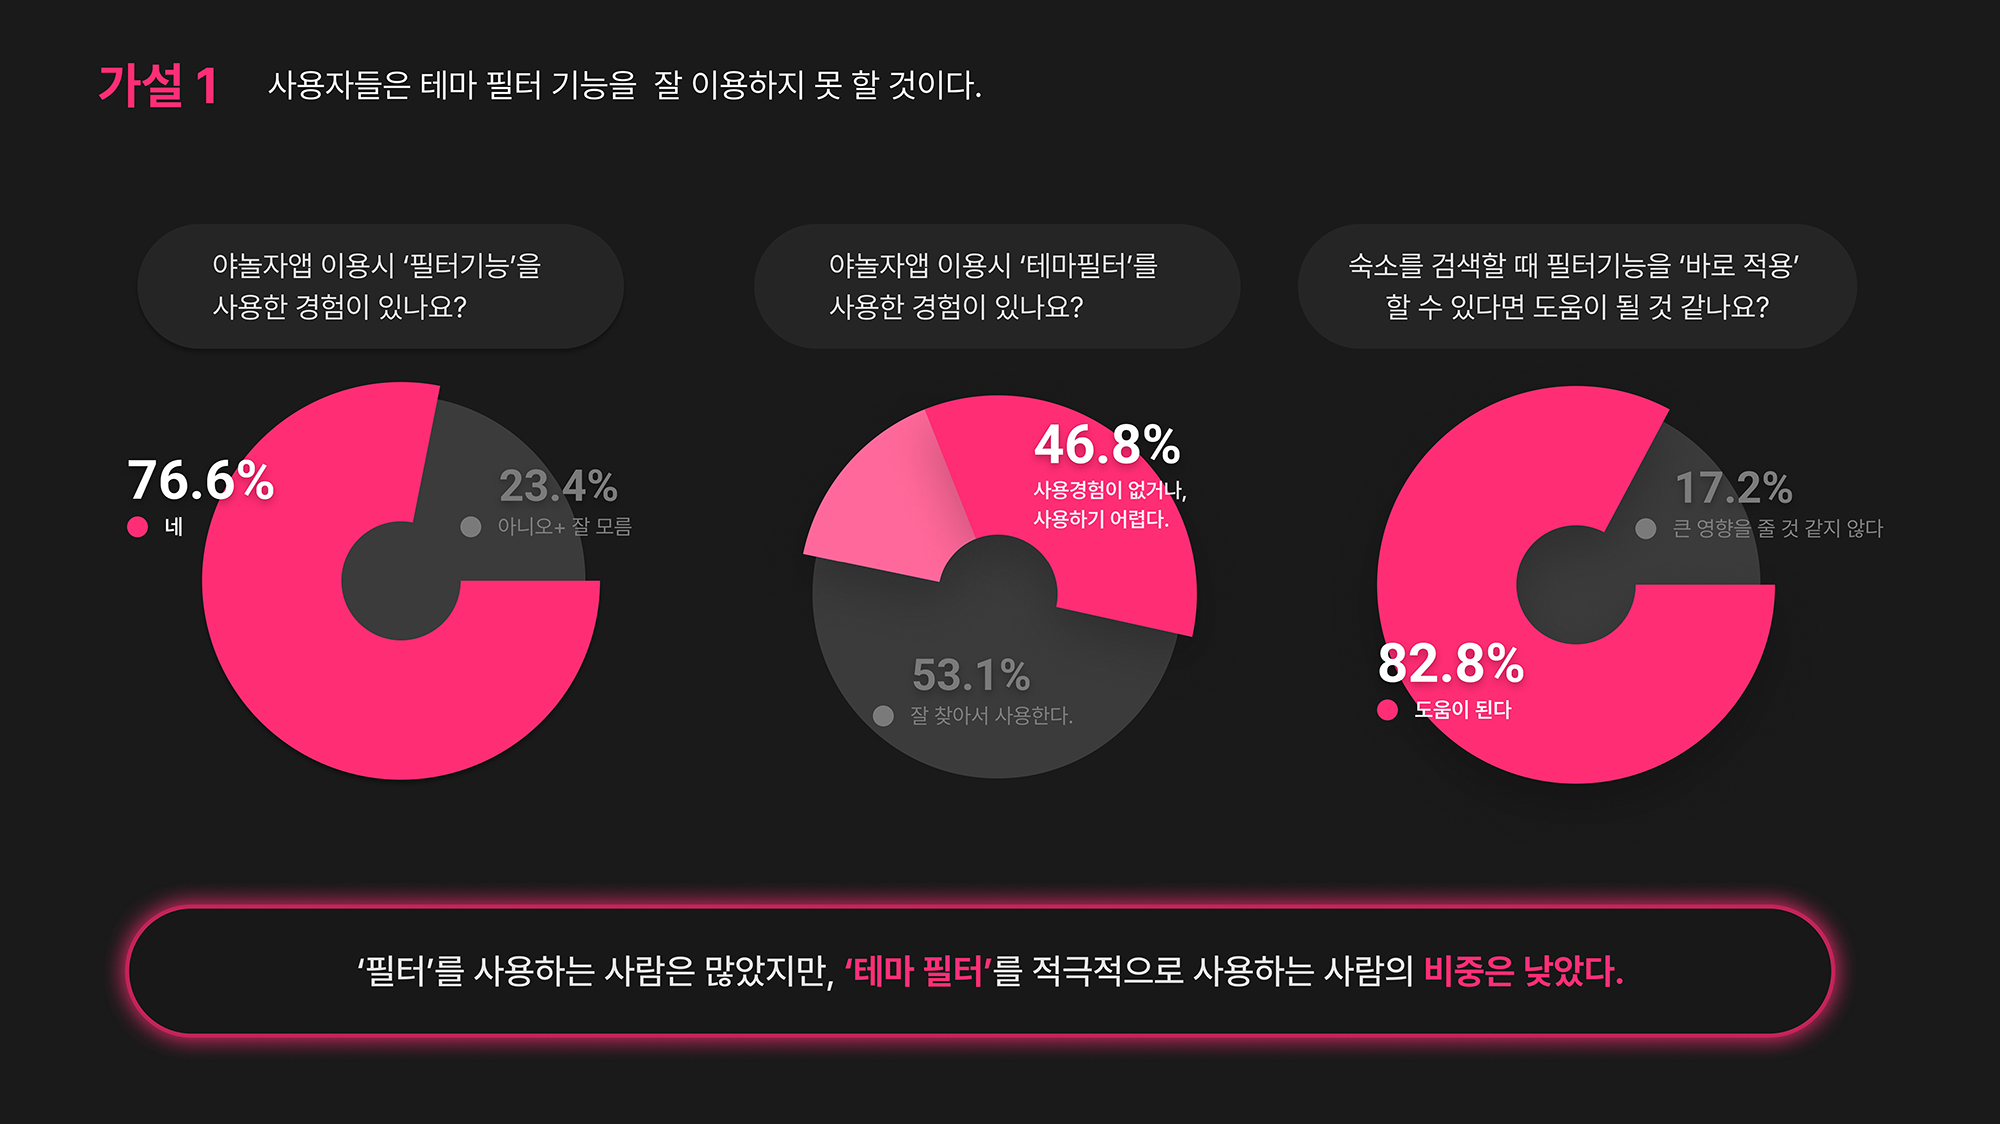 가설 1
사용자들은 테마 필터 기능을  잘 이용하지 못 할 것이다.
야놀자앱 이용시 ‘필터기능’을
사용한 경험이 있나요?
76.6%
네
23.4%
아니오+ 잘 모름
야놀자앱 이용시 ‘테마필터’를
사용한 경험이 있나요?
46.8%
사용경험이 없거나,
사용하기 어렵다.
53.1%
잘 찾아서 사용한다.
숙소를 검색할 때 필터기능을 ‘바로 적용’
할 수 있다면 도움이 될 것 같나요?
17.2%
큰 영향을 줄 것 같지 않다
82.8%
도움이 된다
‘필터’를 사용하는 사람은 많았지만, ‘테마 필터’를 적극적으로 사용하는 사람의 비중은 낮았다.